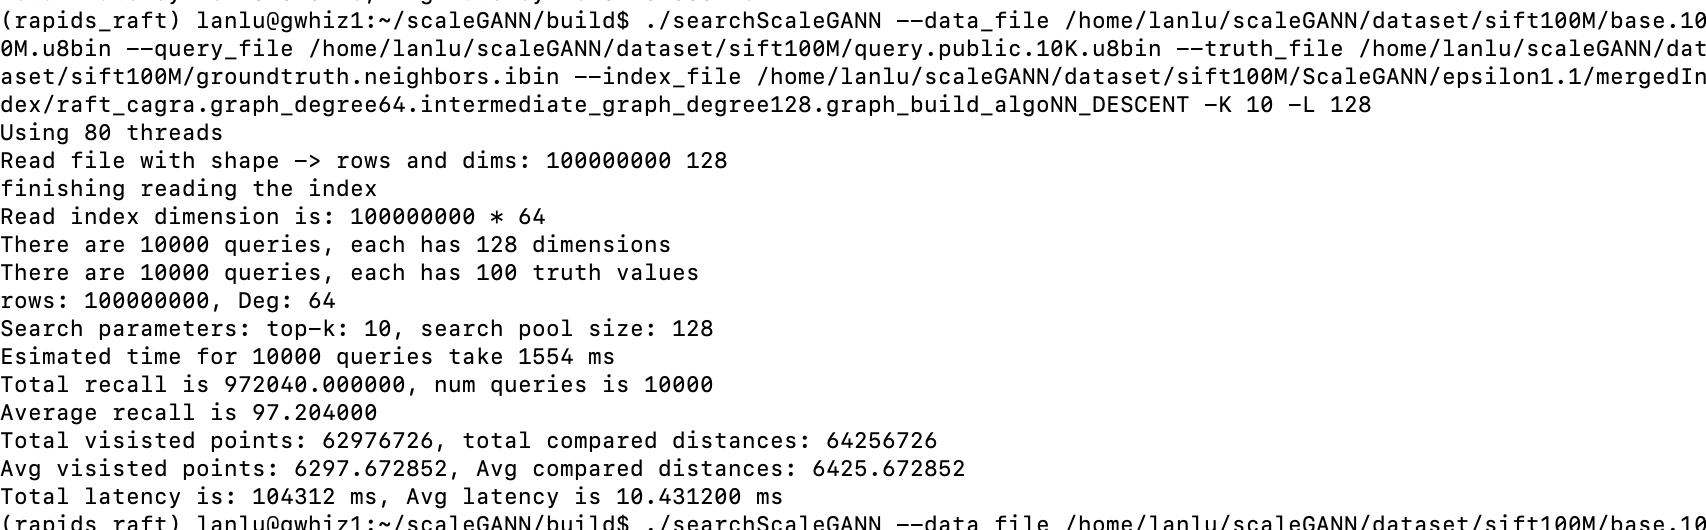 (rapids_raft) lanlu@gwhiz1:~/scaleGANN/build$ ./searchScaleGANN --data_file /home/lanlu/scaleGANN/dataset/sift100M/base.10
0M.u8bin --query_file /home/lanlu/scaleGANN/dataset/sift100M/query.public.10K.u8bin --truth_file /home/lanlu/scaleGANN/dat
aset/sift100M/groundtruth.neighbors.ibin --index_file /home/lanlu/scaleGANN/dataset/sift100M/ScaleGANN/epsilon1.1/mergedIn
dex/raft_cagra.graph_degree64.intermediate_graph_degree128.graph_build_algoNN_DESCENT -K 10 -L 128
Using 80 threads
Read file with shape -> rows and dims: 100000000 128
finishing reading the index
Read index dimension is: 100000000 * 64
There are 10000 queries, each has 128 dimensions
There are 10000 queries, each has 100 truth values
rows: 100000000, Deg: 64
Search parameters: top-k: 10, search pool size: 128
Esimated time for 10000 queries take 1554 ms
Total recall is 972040.000000, num queries is 10000
Average recall is 97.204000
Total visisted points: 62976726, total compared distances: 64256726
Avg visisted points: 6297.672852, Avg compared distances: 6425.672852
Total latency is: 104312 ms, Avg latency is 10.431200 ms
(rapids_raft) lanlu@gwhiz1:~/scaleGANN/build$ ./searchScaleGANN --data_file /home/lanlu/scaleGANN/dataset/sift100M/base.10